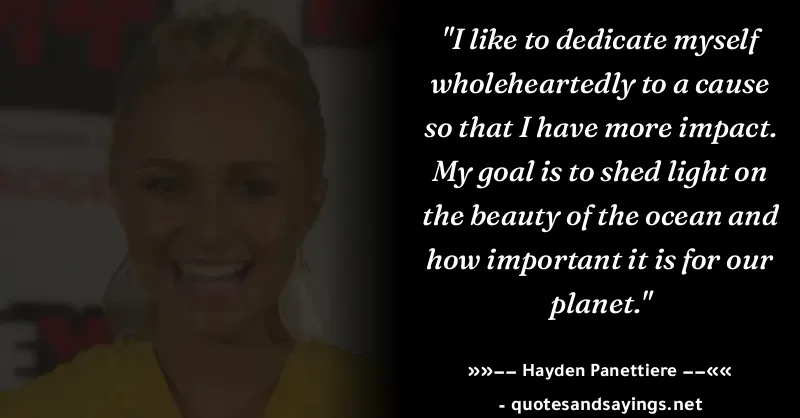 "I like to dedicate myself
wholeheartedly to a cause
so that I have more impact.
My goal is to shed light on
the beauty of the ocean and
how important it is for our
planet."
»»−− Hayden Panettiere −−««
- quotesandsayings.net